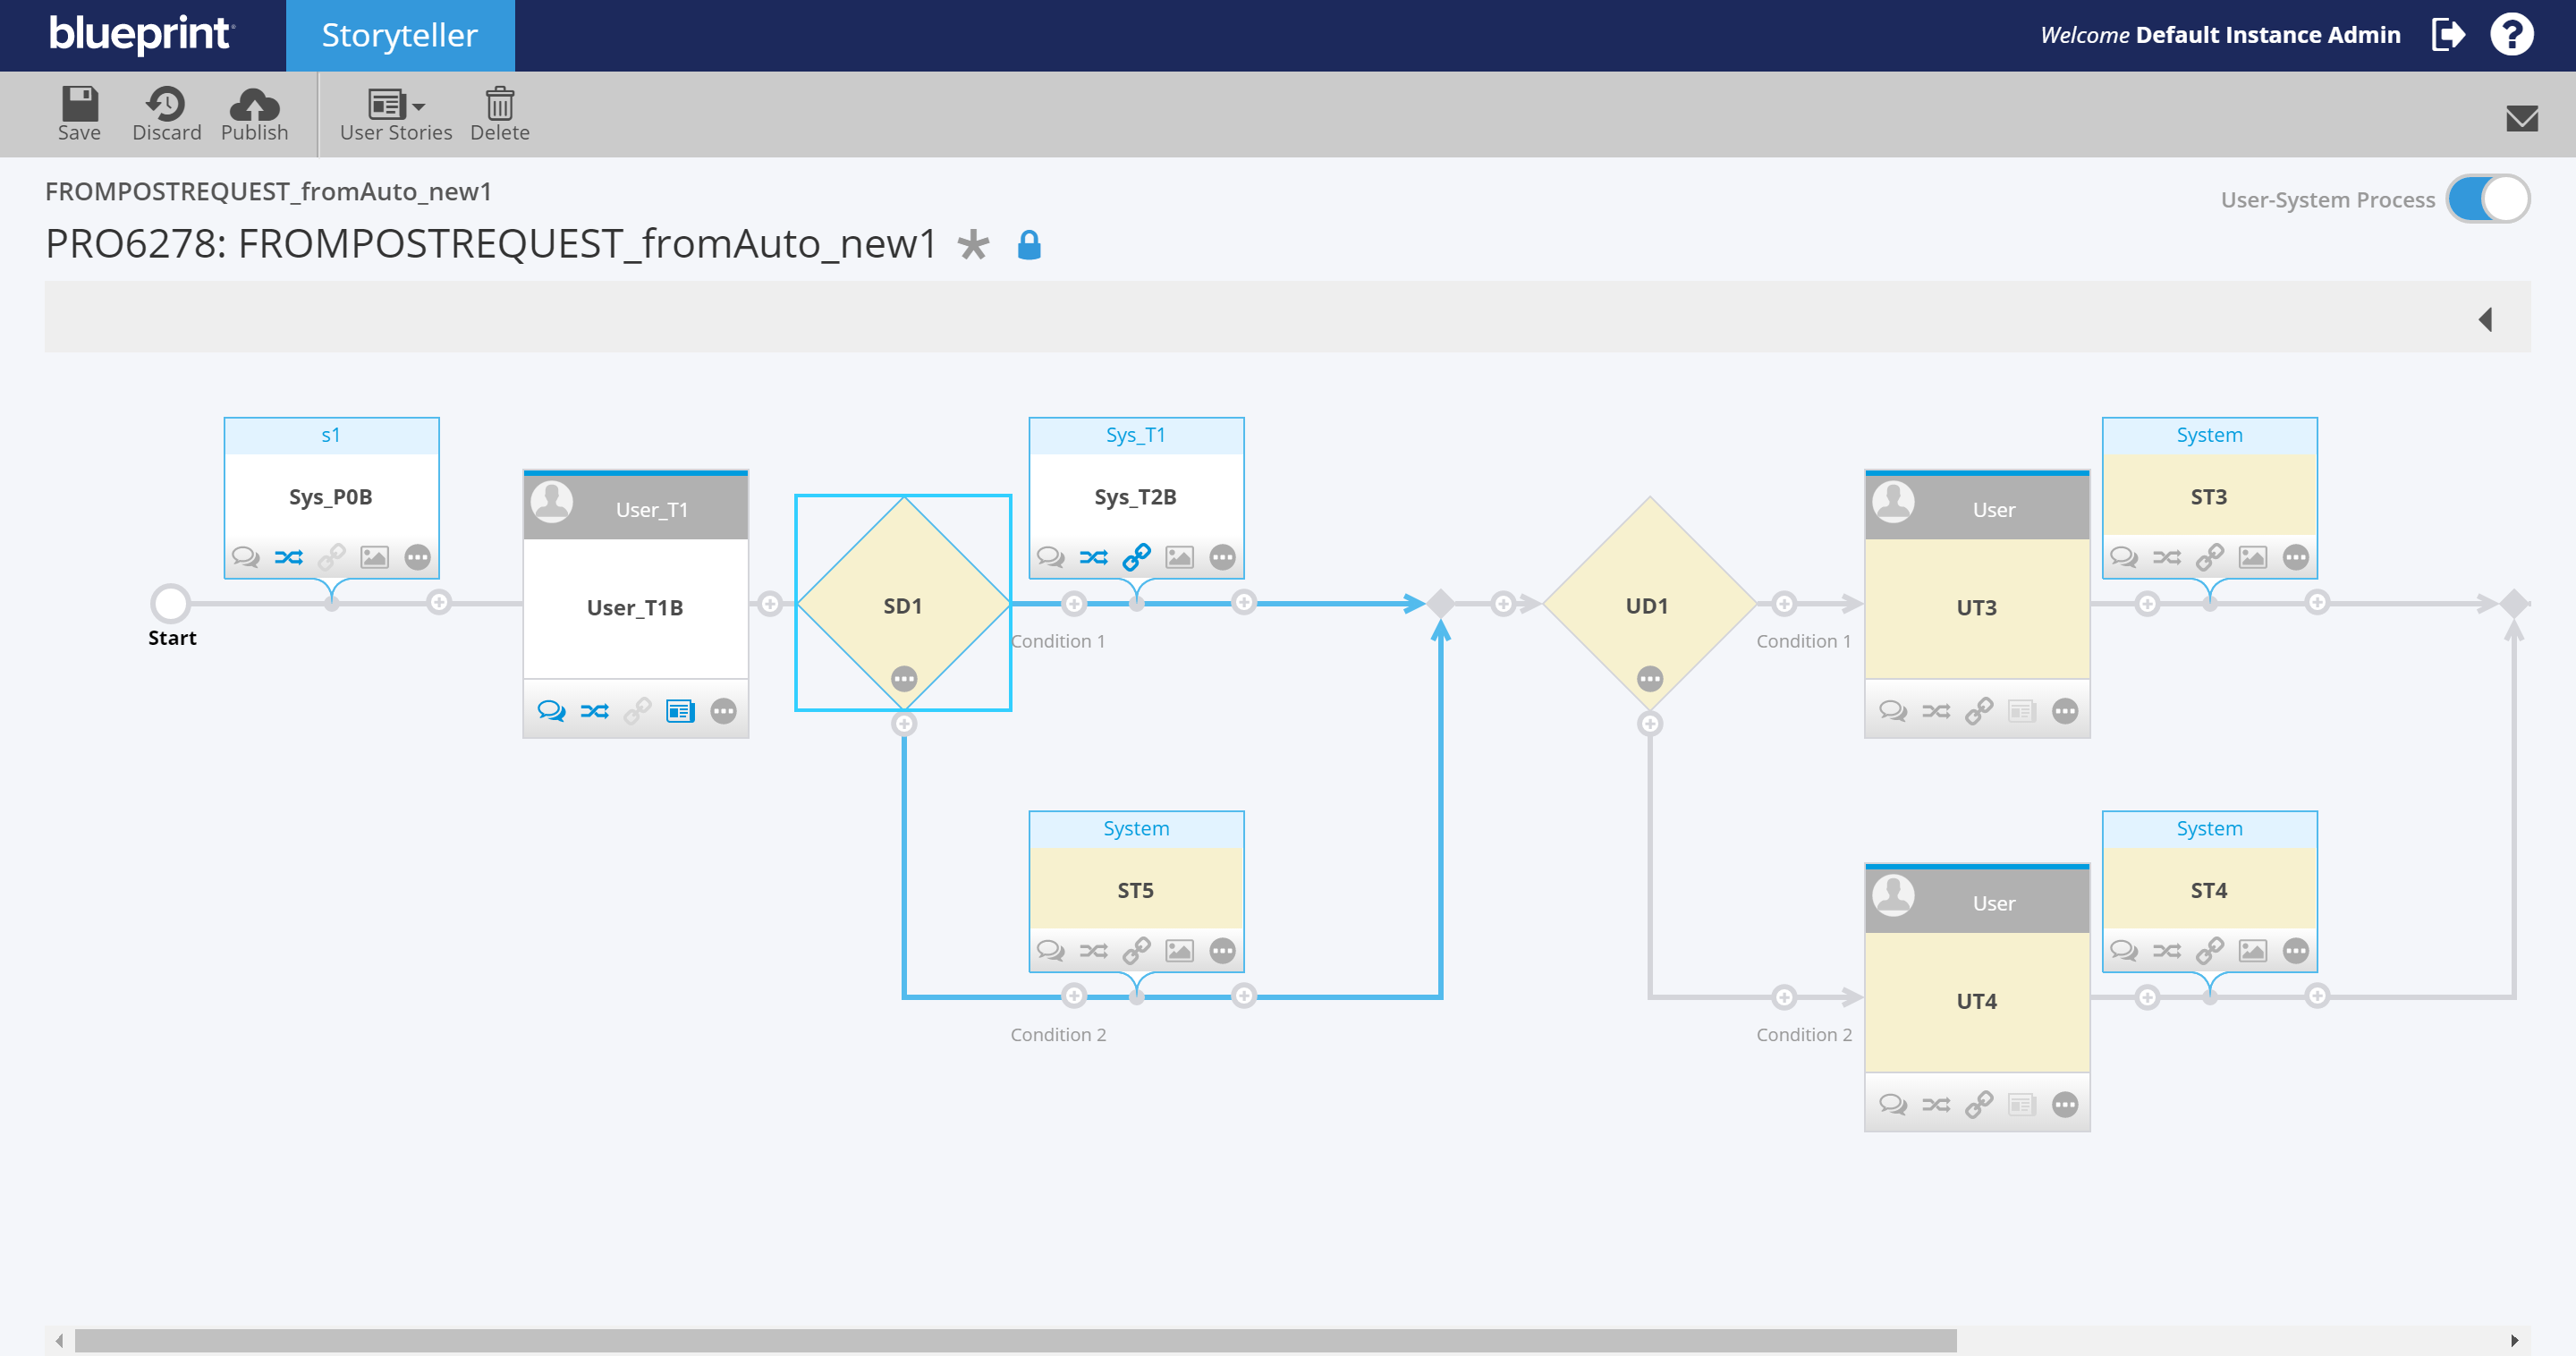 blueprint
Storyteller
Welcome Default Instance Admin
Save
Discard
Publish
User Stories
Delete
FROMPOSTREQUEST_fromAuto_new1
User-System Process
PRO6278: FROMPOSTREQUEST_fromAuto_new1 *
s1
Sys_P0B
Start
User_T1
User_T1B
SD1
Sys_T1
Sys_T2B
Condition 1
System
ST5
Condition 2
UD1
Condition 1
User
UT3
System
ST3
Condition 2
User
UT4
System
ST4